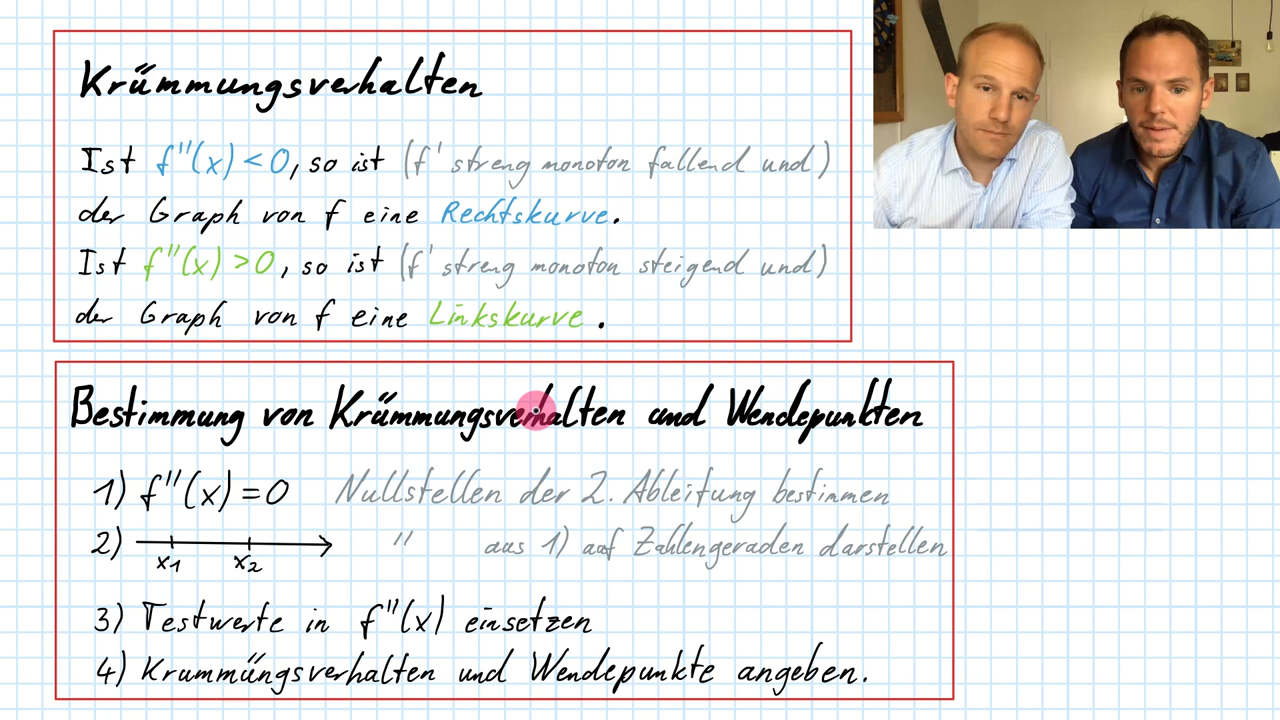 Krümmungsverhalten
Ist f''(x) < 0, so ist (f' streng monoton fallend und)
der Graph von f eine Rechtskurve.
Ist f''(x) > 0, so ist (f' streng monoton steigend und)
der Graph von f eine Linkskurve.
Bestimmung von Krümmungsverhalten und Wendepunkten
1) f''(x) = 0 Nullstellen der 2. Ableitung bestimmen
2) " aus 1) auf Zahlengeraden darstellen
x1 x2
3) Testwerte in f''(x) einsetzen
4) Krummüngsverhalten und Wendepunkte angeben.